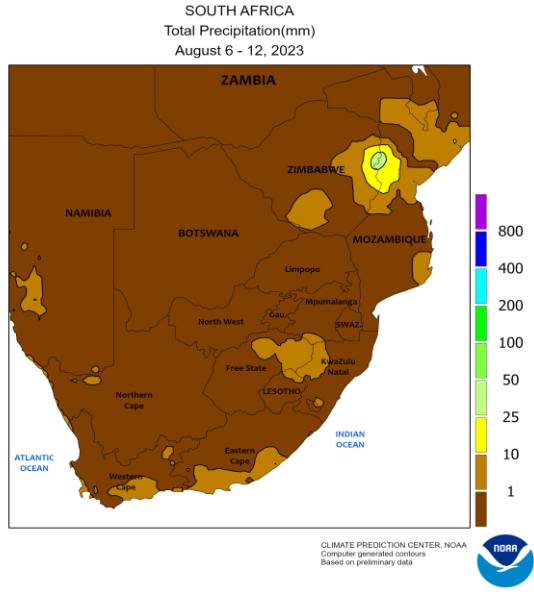 SOUTH AFRICA
Total Precipitation(mm)
August 6 - 12, 2023
ZAMBIA
ZIMBABWE
NAMIBIA
BOTSWANA
MOZAMBIQUE
Limpopo
Mpumalanga
North West
Gau.
SWAZ.
Free State
KwaZulu
Natal
LESOTHO
Northern
Cape
Eastern
Cape
Western
Cape
ATLANTIC
OCEAN
INDIAN
OCEAN
800
400
200
100
50
25
10
1
CLIMATE PREDICTION CENTER, NOAA
Computer generated contours
Based on preliminary data
NOAA